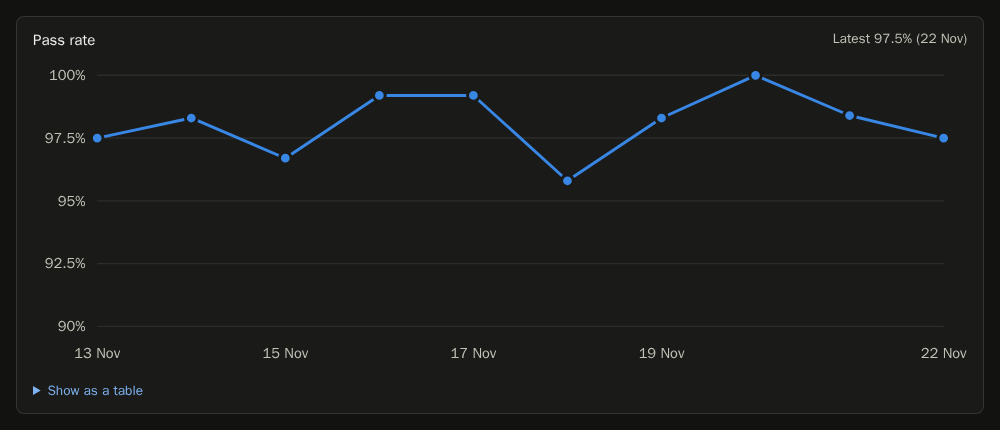 Pass rate
Latest 97.5% (22 Nov)
100%
97.5%
95%
92.5%
90%
13 Nov 15 Nov 17 Nov 19 Nov 22 Nov
Show as a table